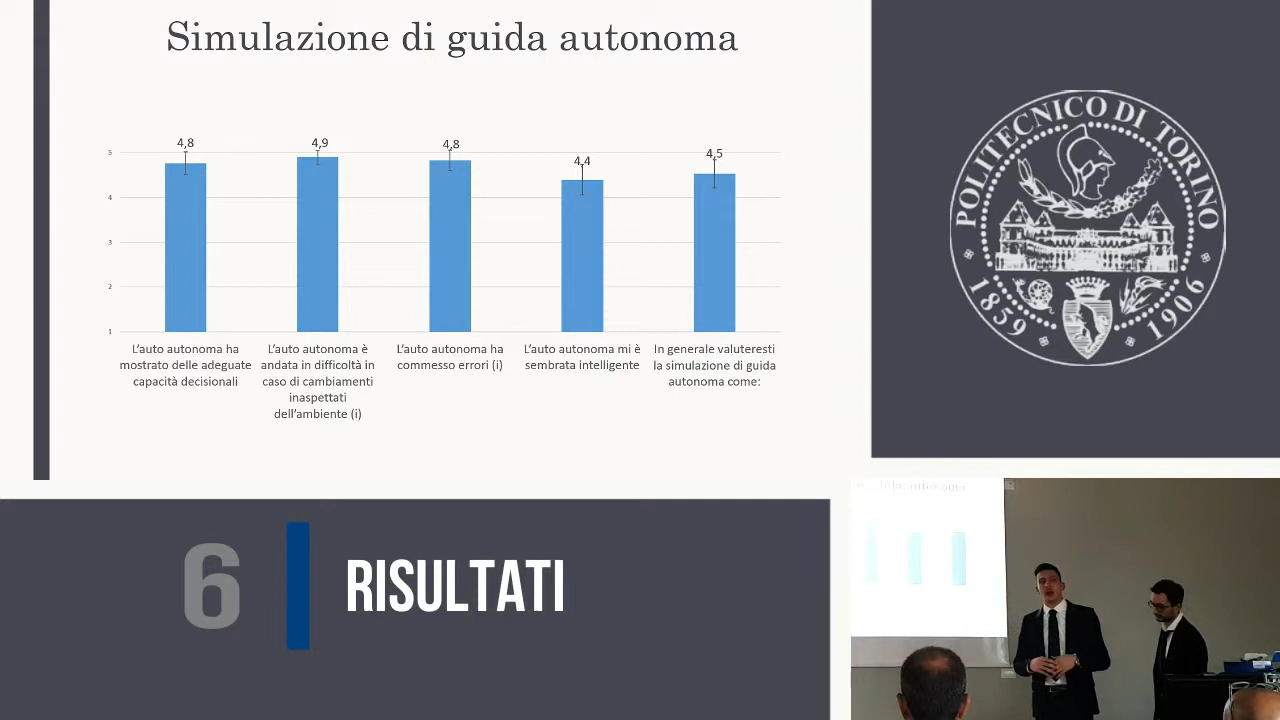 Simulazione di guida autonoma
4,8
4,9
4,8
4,4
4,5
5
4
3
2
1
L'auto autonoma ha
mostrato delle adeguate
capacità decisionali
L'auto autonoma è
andata in difficoltà in
caso di cambiamenti
inaspettati
dell'ambiente (i)
L'auto autonoma ha
commesso errori (i)
L'auto autonoma mi è
sembrata intelligente
In generale valuteresti
la simulazione di guida
autonoma come:
POLITECNICO DI TORINO
1859
1906
6
RISULTATI